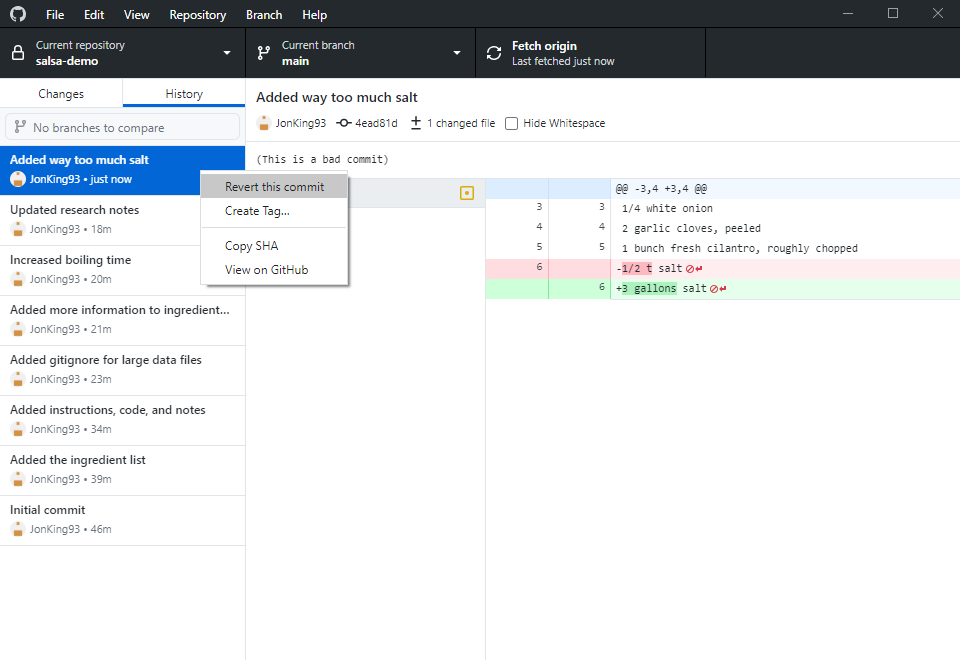 File Edit View Repository Branch Help
Current repository
salsa-demo
Current branch
main
Fetch origin
Last fetched just now
Changes History
No branches to compare
Added way too much salt
JonKing93 • just now
Updated research notes
JonKing93 • 18m
Increased boiling time
JonKing93 • 20m
Added more information to ingredient...
JonKing93 • 21m
Added gitignore for large data files
JonKing93 • 23m
Added instructions, code, and notes
JonKing93 • 34m
Added the ingredient list
JonKing93 • 39m
Initial commit
JonKing93 • 46m
Revert this commit
Create Tag...
Copy SHA
View on GitHub
Added way too much salt
JonKing93 4ead81d 1 changed file Hide Whitespace
(This is a bad commit)
@@ -3,4 +3,4 @@
3 3 1/4 white onion
4 4 2 garlic cloves, peeled
5 5 1 bunch fresh cilantro, roughly chopped
6 -1/2 t salt
6 +3 gallons salt